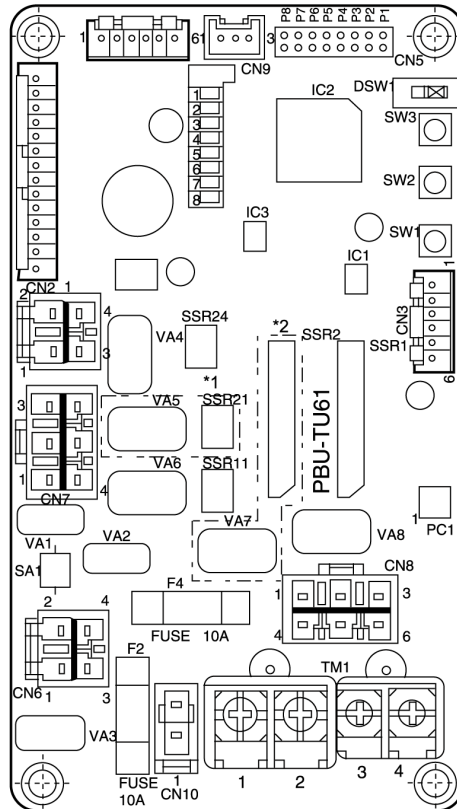 P8 P7 P6 P5 P4 P3 P2 P1
1 6 1 3
CN5
CN9
DSW1
IC2
SW3
1
2
3
4
5
6
7
8
SW2
IC3
SW1
IC1
1
CN2
2 1
4
CN3
SSR24
VA4
*2
SSR2
SSR1
1 3
6
*1
3
VA5
SSR21
PBU-TU61
VA6
SSR11
1 4
CN7
VA7
VA8
1
PC1
VA1
VA2
SA1
CN8
F4
1 3
2 4
FUSE 10A
4 6
F2
TM1
CN6
1 3
VA3
FUSE
10A
1
CN10
1 2 3 4